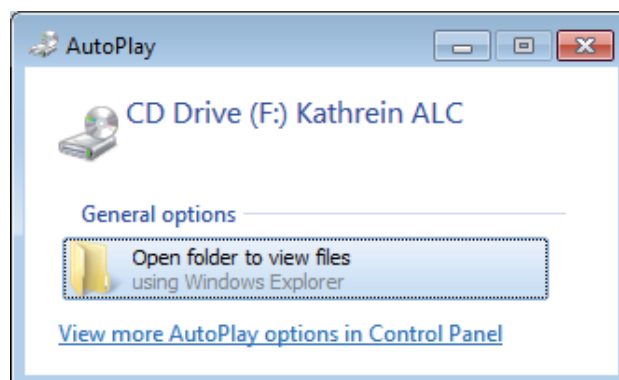 AutoPlay
CD Drive (F:) Kathrein ALC
General options
Open folder to view files
using Windows Explorer
View more AutoPlay options in Control Panel